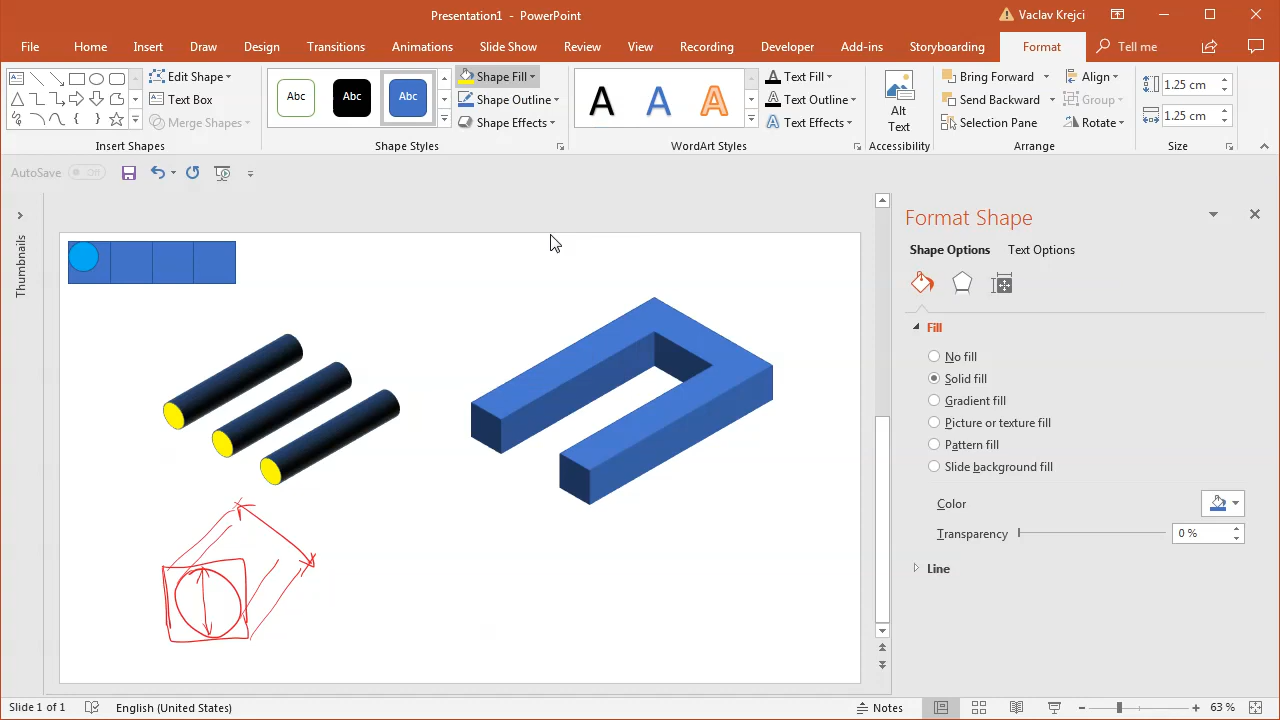 Presentation1 - PowerPoint
Vaclav Krejci
File Home Insert Draw Design Transitions Animations Slide Show Review View Recording Developer Add-ins Storyboarding Format Tell me
Edit Shape
Text Box
Merge Shapes
Insert Shapes
Abc Abc Abc
Shape Fill
Shape Outline
Shape Effects
Shape Styles
A A A
Text Fill
Text Outline
Text Effects
WordArt Styles
Alt
Text
Accessibility
Bring Forward
Send Backward
Selection Pane
Align
Group
Rotate
Arrange
1.25 cm
1.25 cm
Size
AutoSave Off
Thumbnails
Format Shape
Shape Options Text Options
Fill
No fill
Solid fill
Gradient fill
Picture or texture fill
Pattern fill
Slide background fill
Color
Transparency 0 %
Line
Slide 1 of 1 English (United States) Notes 63 %